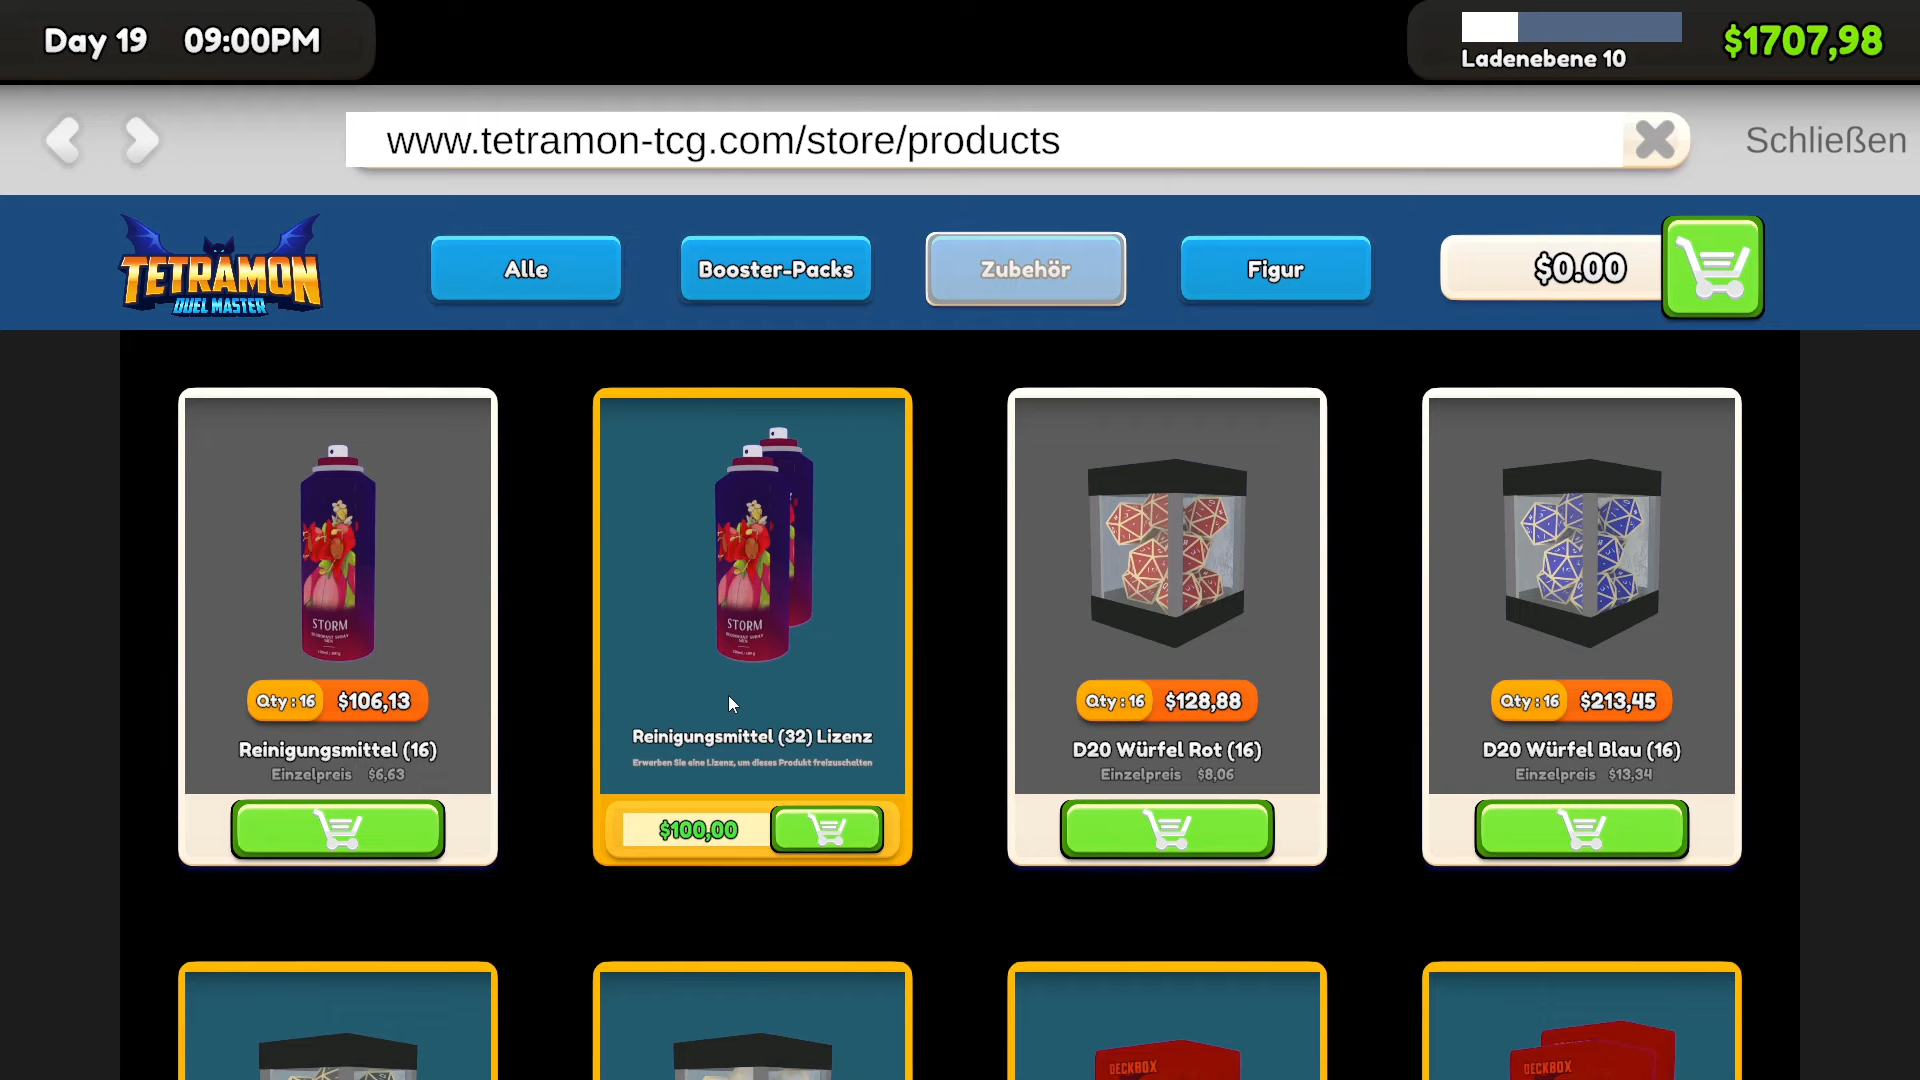 Day 19 09:00PM
Ladenebene 10
$1707,98
www.tetramon-tcg.com/store/products
Schließen
TETRAMON
DUEL MASTER
Alle
Booster-Packs
Zubehör
Figur
$0.00
STORM
Qty : 16 $106,13
Reinigungsmittel (16)
Einzelpreis $6,63
STORM
Reinigungsmittel (32) Lizenz
Erwerben Sie eine Lizenz, um dieses Produkt freizuschalten
$100,00
Qty : 16 $128,88
D20 Würfel Rot (16)
Einzelpreis $8,06
Qty : 16 $213,45
D20 Würfel Blau (16)
Einzelpreis $13,34
DECKBOX
DECKBOX